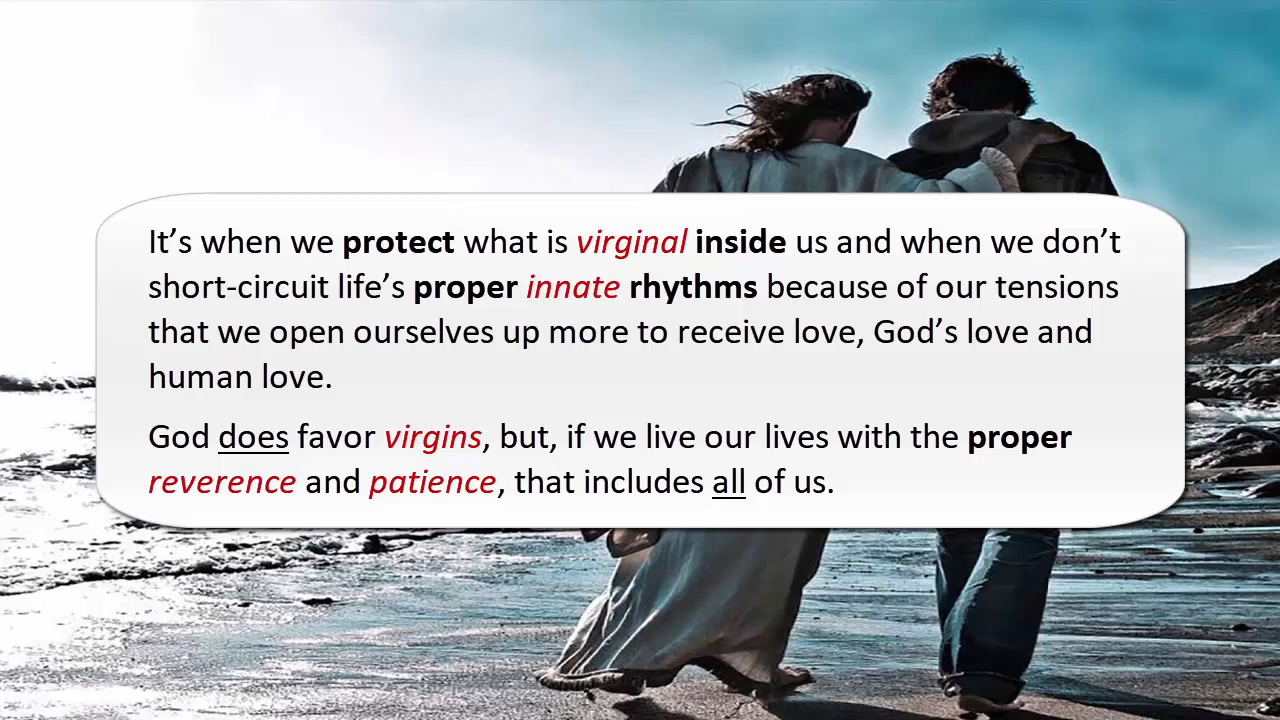 It’s when we protect what is virginal inside us and when we don’t
short-circuit life’s proper innate rhythms because of our tensions
that we open ourselves up more to receive love, God’s love and
human love.
God does favor virgins, but, if we live our lives with the proper
reverence and patience, that includes all of us.